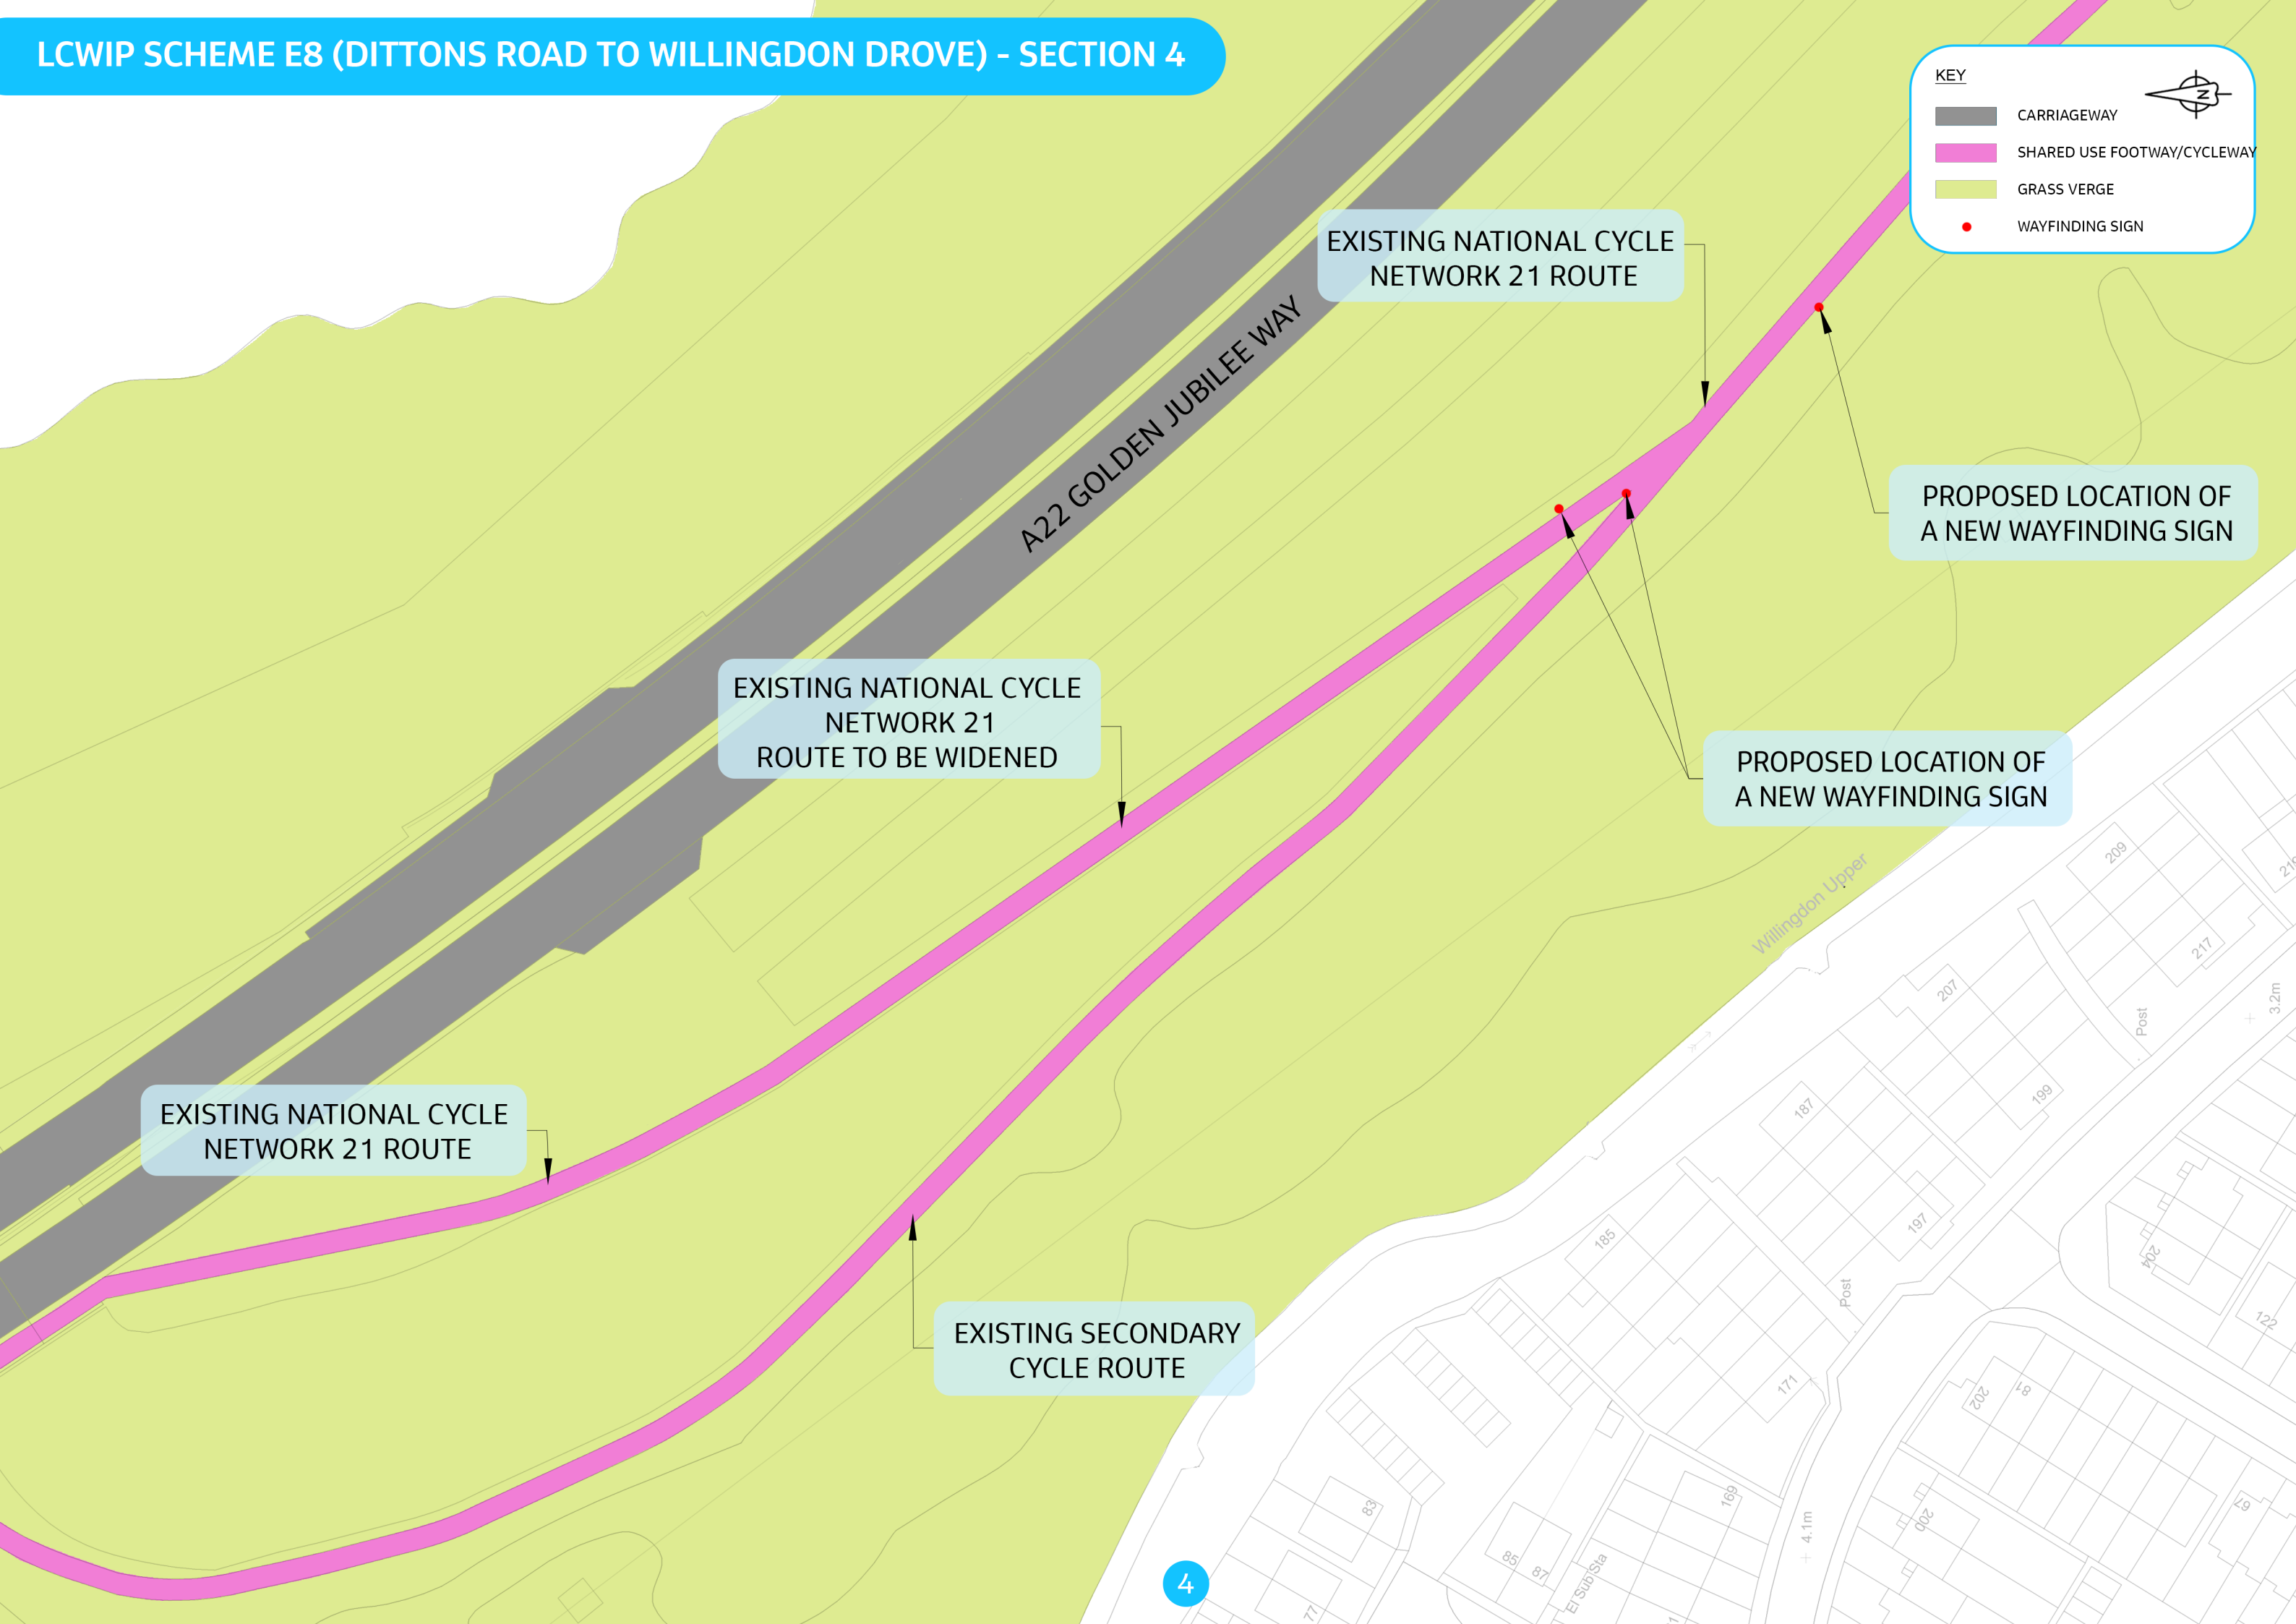 LCWIP SCHEME E8 (DITTONS ROAD TO WILLINGDON DROVE) - SECTION 4
KEY
N
CARRIAGEWAY
SHARED USE FOOTWAY/CYCLEWAY
GRASS VERGE
WAYFINDING SIGN
EXISTING NATIONAL CYCLE
NETWORK 21 ROUTE
A22 GOLDEN JUBILEE WAY
PROPOSED LOCATION OF
A NEW WAYFINDING SIGN
EXISTING NATIONAL CYCLE
NETWORK 21
ROUTE TO BE WIDENED
PROPOSED LOCATION OF
A NEW WAYFINDING SIGN
EXISTING NATIONAL CYCLE
NETWORK 21 ROUTE
EXISTING SECONDARY
CYCLE ROUTE
Willingdon Upper
209
217
3.2m
207
Post
199
187
197
185
204
Post
122
171
202
81
169
83
200
67
4.1m
85
87
El Sub Sta
77
4